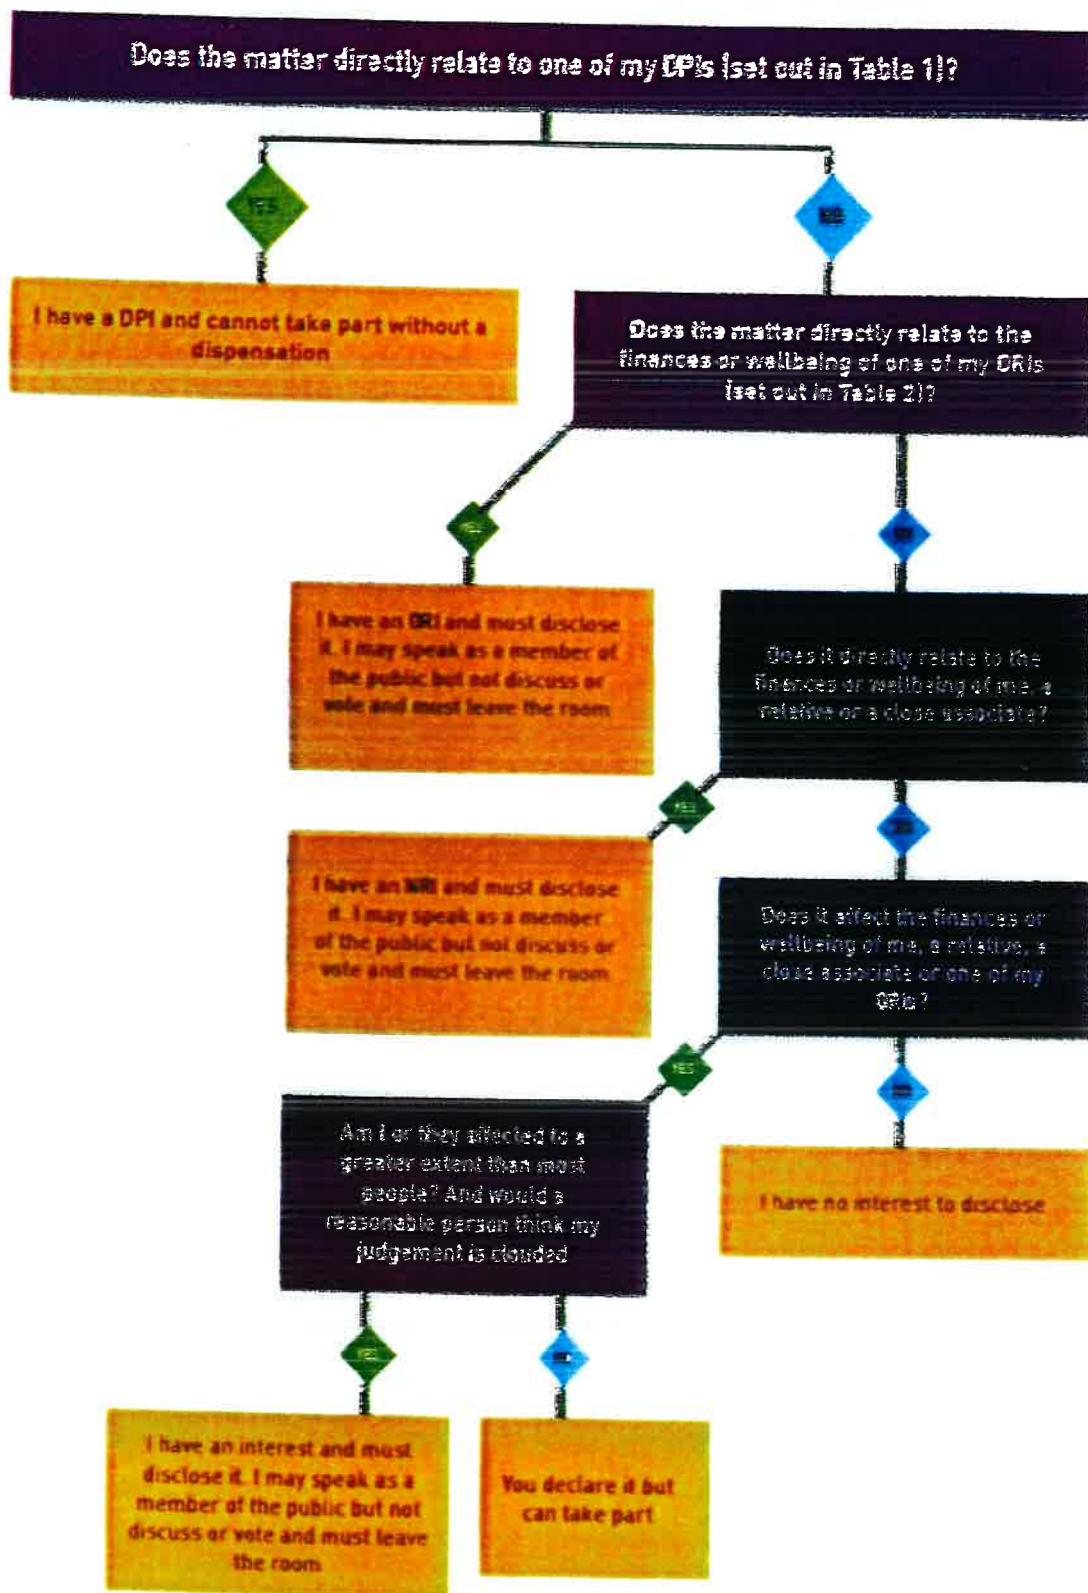 Does the matter directly relate to one of my DPIs (set out in Table 1)?
YES
NO
I have a DPI and cannot take part without a
dispensation
Does the matter directly relate to the
finances or wellbeing of one of my ORIs
(set out in Table 2)?
YES
NO
I have an ORI and must disclose
it. I may speak as a member of
the public but not discuss or
vote and must leave the room
Does it directly relate to the
finances or wellbeing of me, a
relative or a close associate?
YES
NO
I have an NRI and must disclose
it. I may speak as a member
of the public but not discuss or
vote and must leave the room
Does it affect the finances or
wellbeing of me, a relative, a
close associate or one of my
ORIs?
YES
NO
Am I or they affected to a
greater extent than most
people? And would a
reasonable person think my
judgement is clouded
I have no interest to disclose
YES
NO
I have an interest and must
disclose it. I may speak as a
member of the public but not
discuss or vote and must leave
the room
You declare it but
can take part